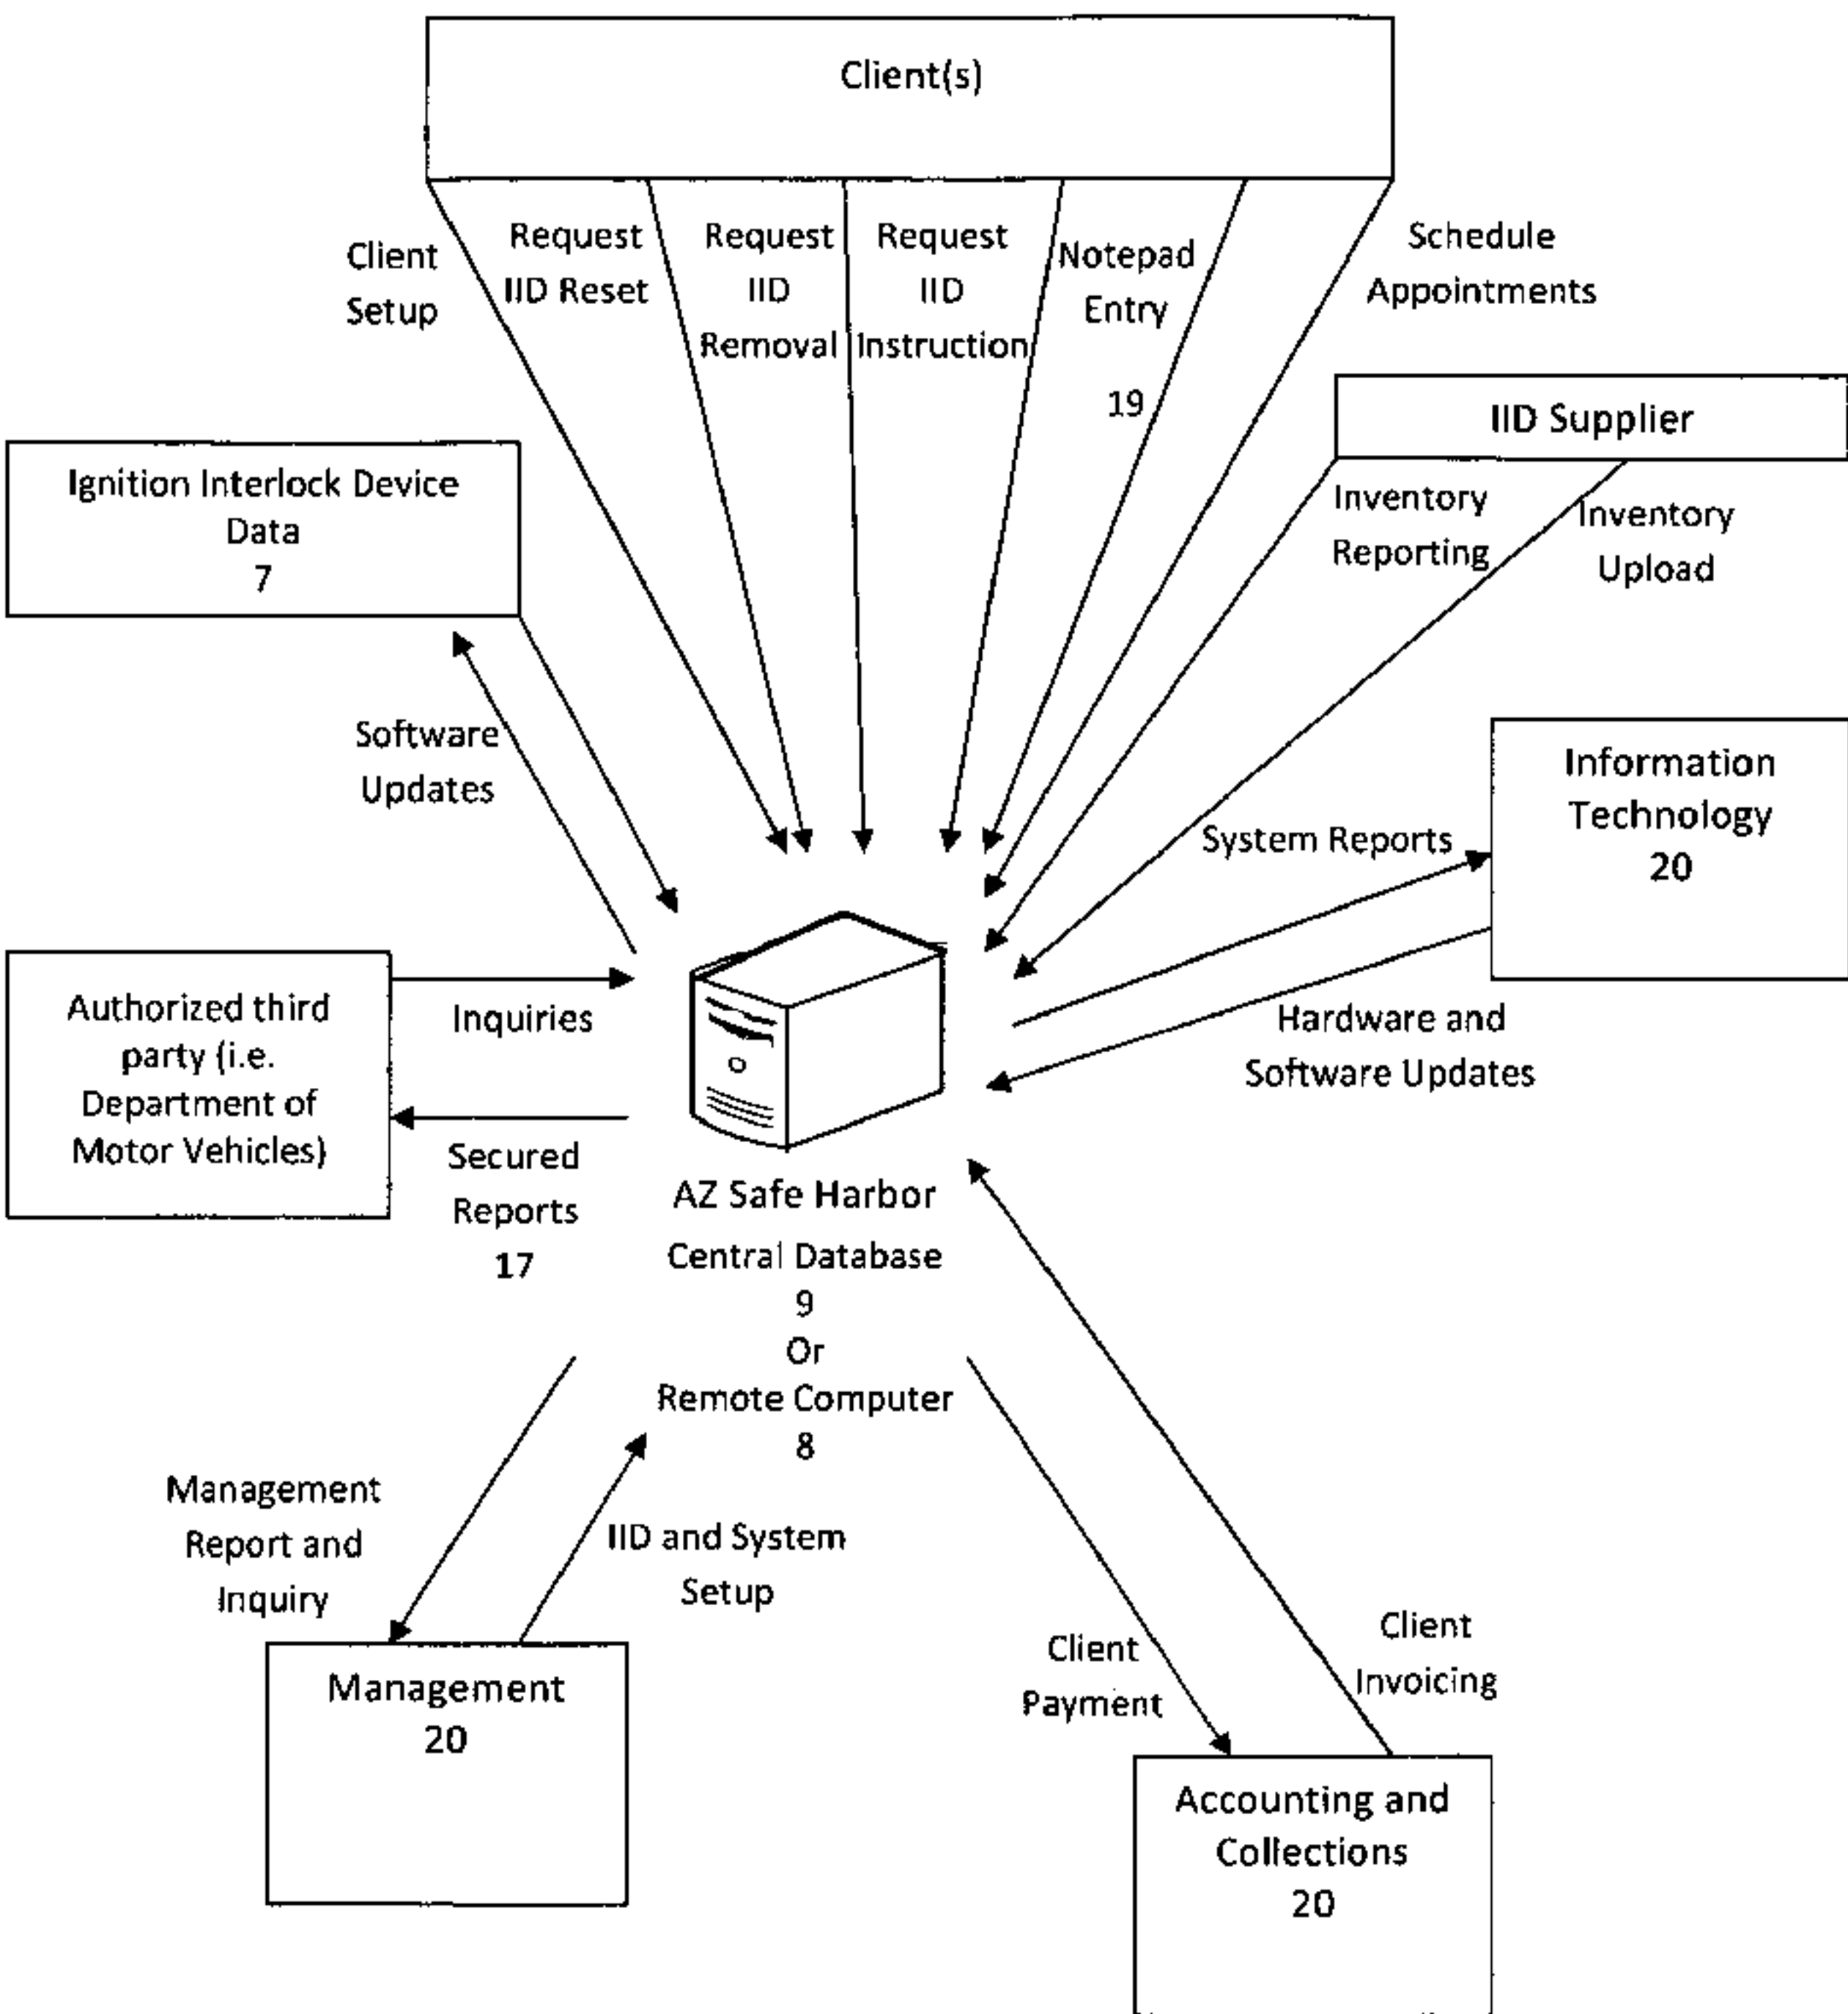 Client(s)
Client
Setup
Request
IID Reset
Request
IID
Removal
Request
IID
Instruction
Notepad
Entry
19
Schedule
Appointments
IID Supplier
Inventory
Reporting
Inventory
Upload
Ignition Interlock Device
Data
7
Software
Updates
Information
Technology
20
System Reports
Hardware and
Software Updates
Authorized third
party (i.e.
Department of
Motor Vehicles)
Inquiries
Secured
Reports
17
AZ Safe Harbor
Central Database
9
Or
Remote Computer
8
Management
Report and
Inquiry
IID and System
Setup
Management
20
Client
Payment
Client
Invoicing
Accounting and
Collections
20